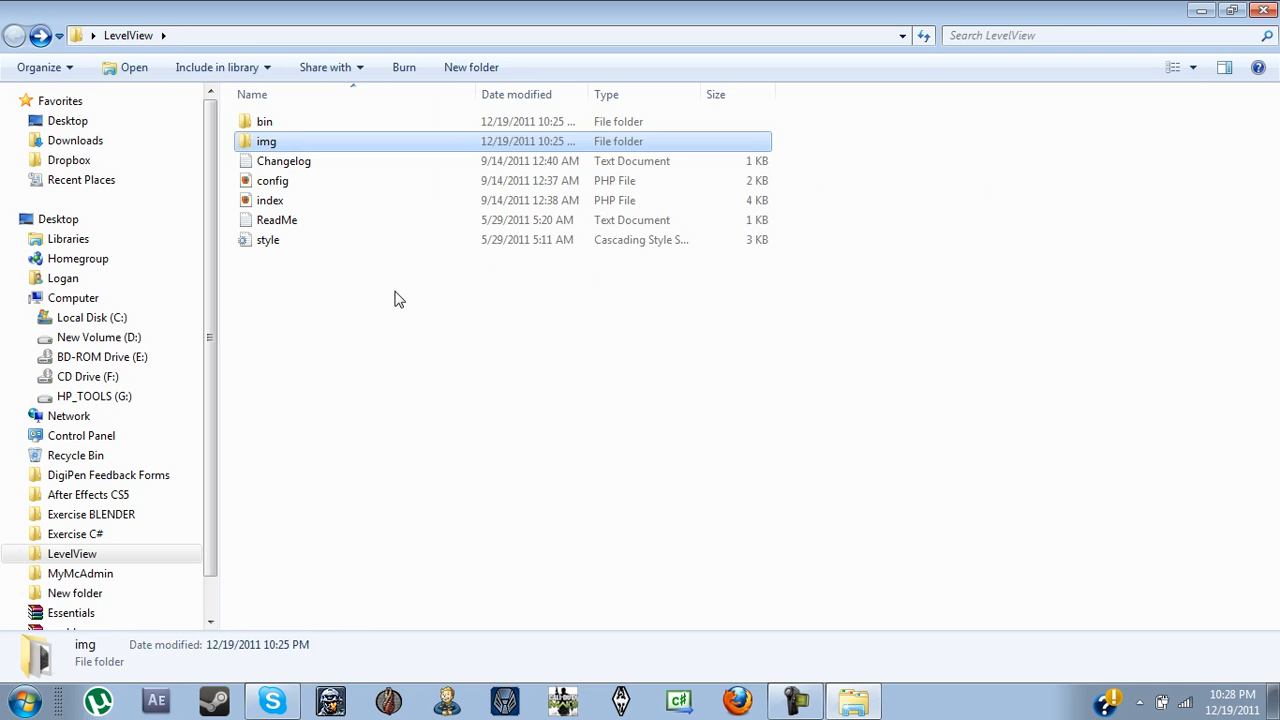 LevelView
Search LevelView
Organize Open Include in library Share with Burn New folder
Name Date modified Type Size
bin 12/19/2011 10:25 ... File folder
img 12/19/2011 10:25 ... File folder
Changelog 9/14/2011 12:40 AM Text Document 1 KB
config 9/14/2011 12:37 AM PHP File 2 KB
index 9/14/2011 12:38 AM PHP File 4 KB
ReadMe 5/29/2011 5:20 AM Text Document 1 KB
style 5/29/2011 5:11 AM Cascading Style S... 3 KB
Favorites
Desktop
Downloads
Dropbox
Recent Places
Desktop
Libraries
Homegroup
Logan
Computer
Local Disk (C:)
New Volume (D:)
BD-ROM Drive (E:)
CD Drive (F:)
HP_TOOLS (G:)
Network
Control Panel
Recycle Bin
DigiPen Feedback Forms
After Effects CS5
Exercise BLENDER
Exercise C#
LevelView
MyMcAdmin
New folder
Essentials
img Date modified: 12/19/2011 10:25 PM
File folder
AE
C#
10:28 PM
12/19/2011